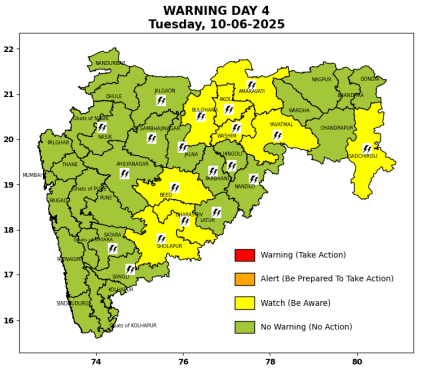 WARNING DAY 4
Tuesday, 10-06-2025
22
21
20
19
18
17
16
74
76
78
80
NANDURBAR
DHULE
JALGAON
NAGPUR
GONDIA
AMARAVATI
AKOLA
BULDHANA
BHANDARA
WARDHA
Ghats of NASIK
NASIK
PALGHAR
WASHIM
YAVATMAL
CHANDRAPUR
GADCHIROLI
JALNA
HINGOLI
THANE
AHILYANAGAR
PARBHANI
NANDED
MUMBAI
Ghats of PUNE
PUNE
RAIGAD
BEED
DHARASHIV
LATUR
SATARA
Ghats of SATARA
SHOLAPUR
RATNAGIRI
SANGLI
KOLHAPUR
SINDHUDURG
Ghats of KOLHAPUR
Warning (Take Action)
Alert (Be Prepared To Take Action)
Watch (Be Aware)
No Warning (No Action)